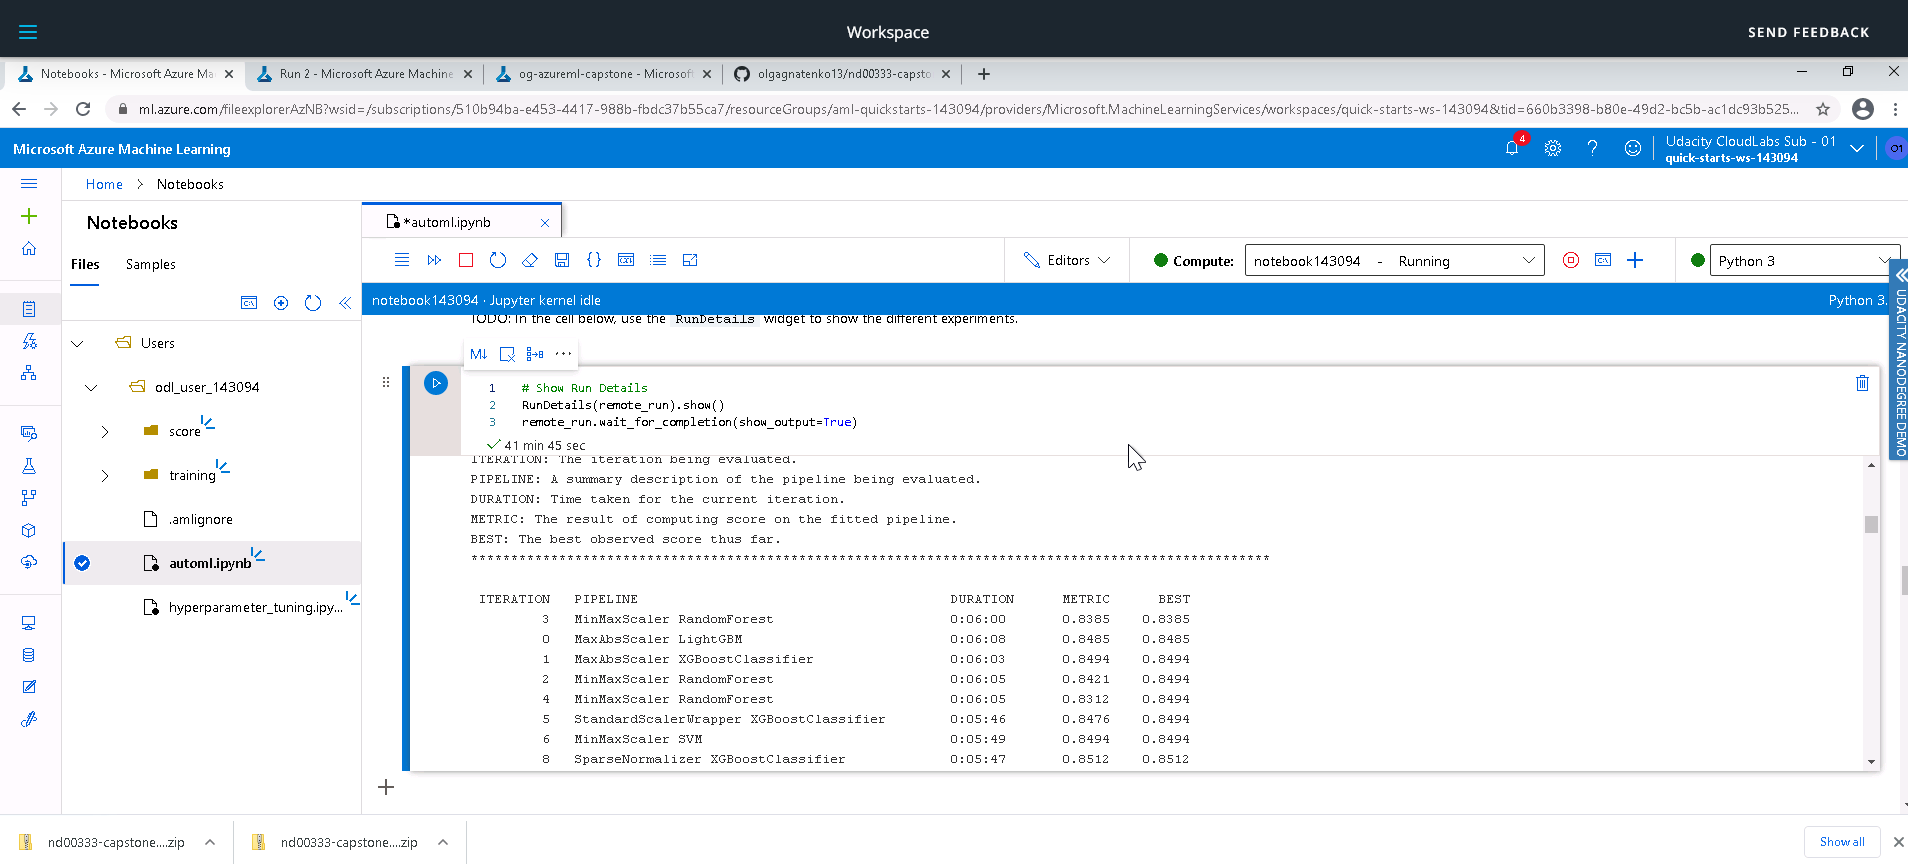 Workspace
SEND FEEDBACK
Notebooks - Microsoft Azure Ma
Run 2 - Microsoft Azure Machine
og-azureml-capstone - Microsoft
olgagnatenko13/nd00333-capsto
ml.azure.com/fileexplorerAzNB?wsid=/subscriptions/510b94ba-e453-4417-988b-fbdc37b55ca7/resourceGroups/aml-quickstarts-143094/providers/Microsoft.MachineLearningServices/workspaces/quick-starts-ws-143094&tid=660b3398-b80e-49d2-bc5b-ac1dc93b525...
Microsoft Azure Machine Learning
4
Udacity CloudLabs Sub - 01
quick-starts-ws-143094
O1
Home > Notebooks
Notebooks
Files
Samples
Users
odl_user_143094
score
training
.amlignore
automl.ipynb
hyperparameter_tuning.ipy...
*automl.ipynb
Editors
Compute:
notebook143094 - Running
Python 3
notebook143094 · Jupyter kernel idle
Python 3.
UDACITY NANODEGREE DEMO
TODO: In the cell below, use the RunDetails widget to show the different experiments.
M↓
1 # Show Run Details
2 RunDetails(remote_run).show()
3 remote_run.wait_for_completion(show_output=True)
41 min 45 sec
ITERATION: The iteration being evaluated.
PIPELINE: A summary description of the pipeline being evaluated.
DURATION: Time taken for the current iteration.
METRIC: The result of computing score on the fitted pipeline.
BEST: The best observed score thus far.
****************************************************************************************************
ITERATION PIPELINE DURATION METRIC BEST
3 MinMaxScaler RandomForest 0:06:00 0.8385 0.8385
0 MaxAbsScaler LightGBM 0:06:08 0.8485 0.8485
1 MaxAbsScaler XGBoostClassifier 0:06:03 0.8494 0.8494
2 MinMaxScaler RandomForest 0:06:05 0.8421 0.8494
4 MinMaxScaler RandomForest 0:06:05 0.8312 0.8494
5 StandardScalerWrapper XGBoostClassifier 0:05:46 0.8476 0.8494
6 MinMaxScaler SVM 0:05:49 0.8494 0.8494
8 SparseNormalizer XGBoostClassifier 0:05:47 0.8512 0.8512
nd00333-capstone....zip
nd00333-capstone....zip
Show all